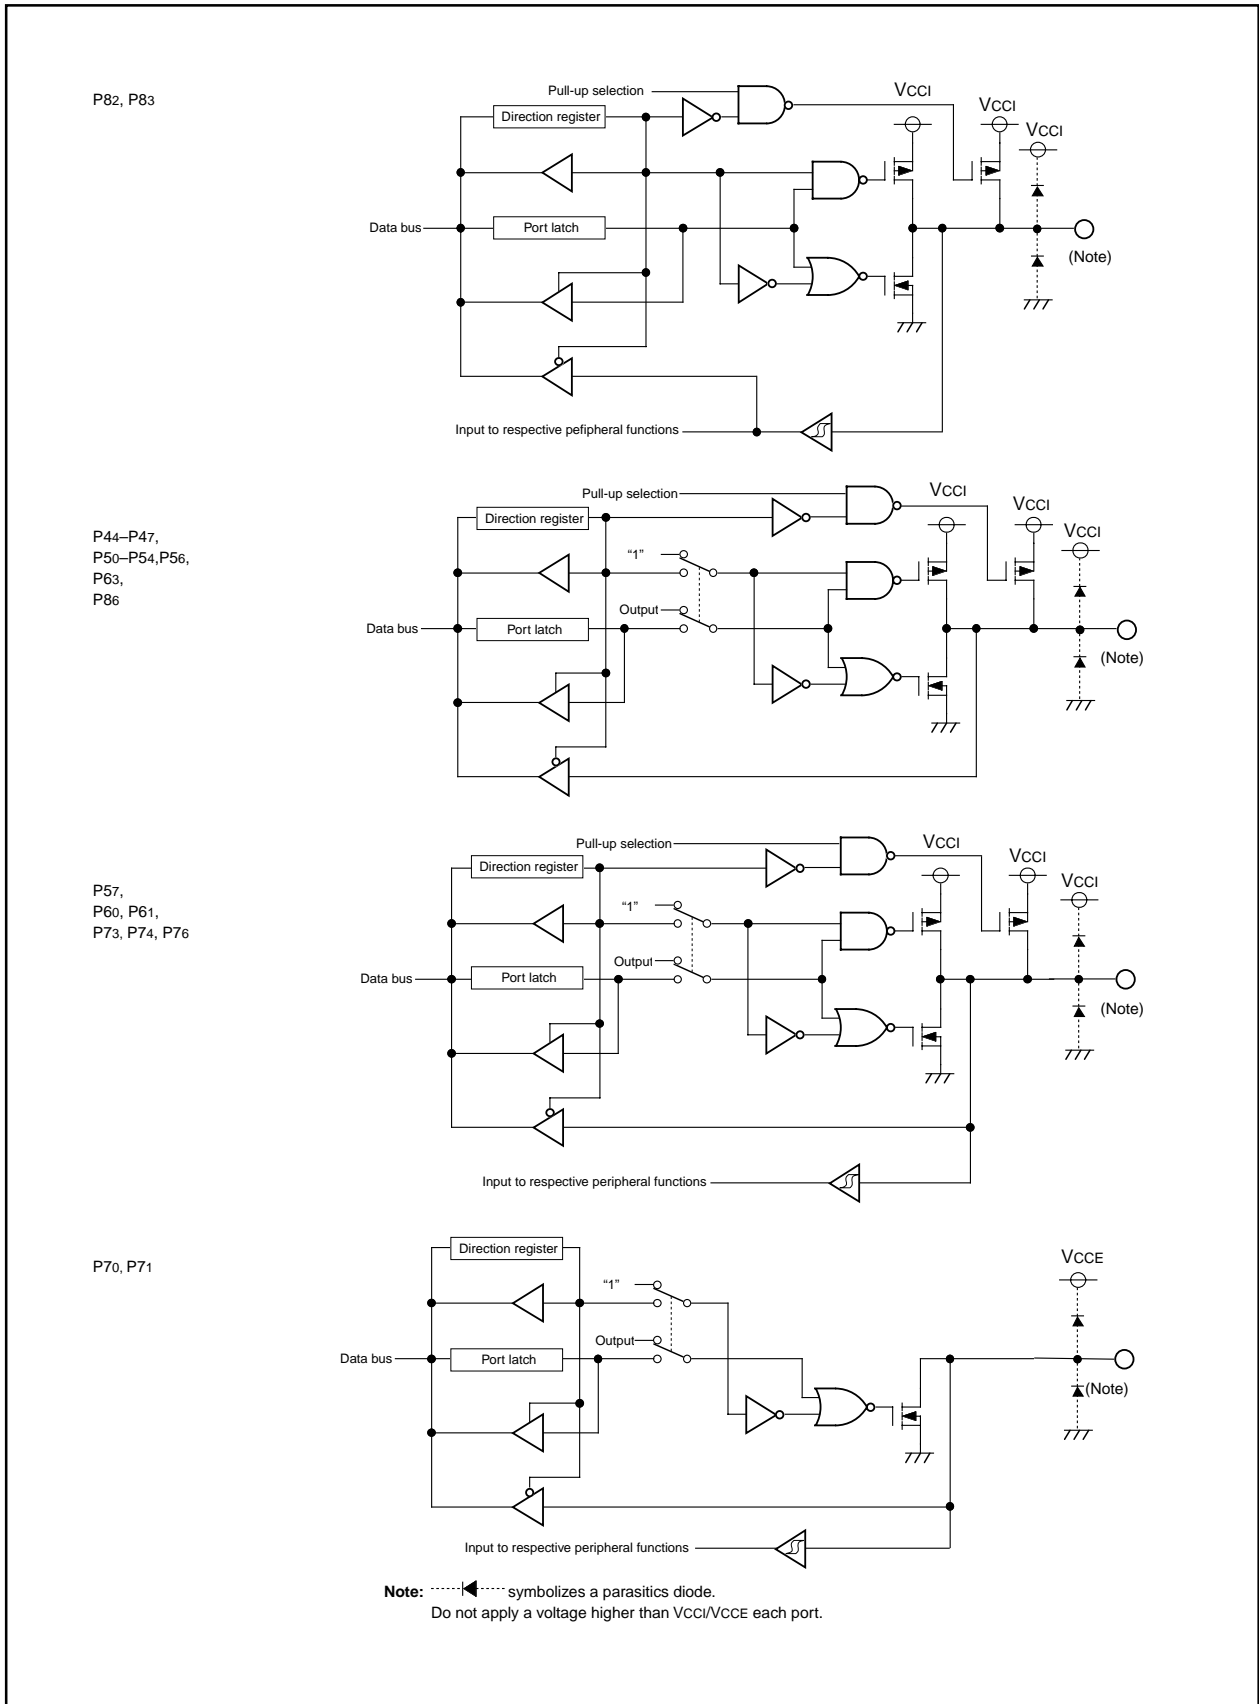 P82, P83
Pull-up selection
VCCI
VCCI
VCCI
Direction register
Data bus
Port latch
(Note)
Input to respective pefipheral functions
P44–P47,
P50–P54,P56,
P63,
P86
Pull-up selection
VCCI
VCCI
VCCI
Direction register
“1”
Output
Data bus
Port latch
(Note)
P57,
P60, P61,
P73, P74, P76
Pull-up selection
VCCI
VCCI
VCCI
Direction register
“1”
Output
Data bus
Port latch
(Note)
Input to respective peripheral functions
P70, P71
Direction register
VCCE
“1”
Output
Data bus
Port latch
(Note)
Input to respective peripheral functions
Note: symbolizes a parasitics diode.
Do not apply a voltage higher than VCCI/VCCE each port.